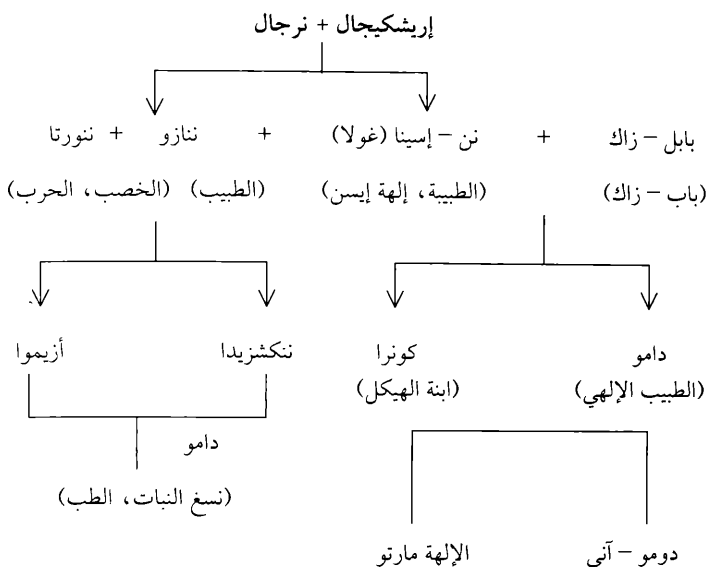 إريشكيجال + نرجال
بابل – زاك + نن – إسينا (غولا) + ننازو + ننورتا
(باب – زاك) (الطبيبة، إلهة إيسن) (الطبيب) (الخصب، الحرب)
دامو كونرا ننكشزيدا أزيموا
(الطبيب الإلهي) (ابنة الهيكل)
دامو
(نسغ النبات، الطب)
دومو – آني الإلهة مارتو